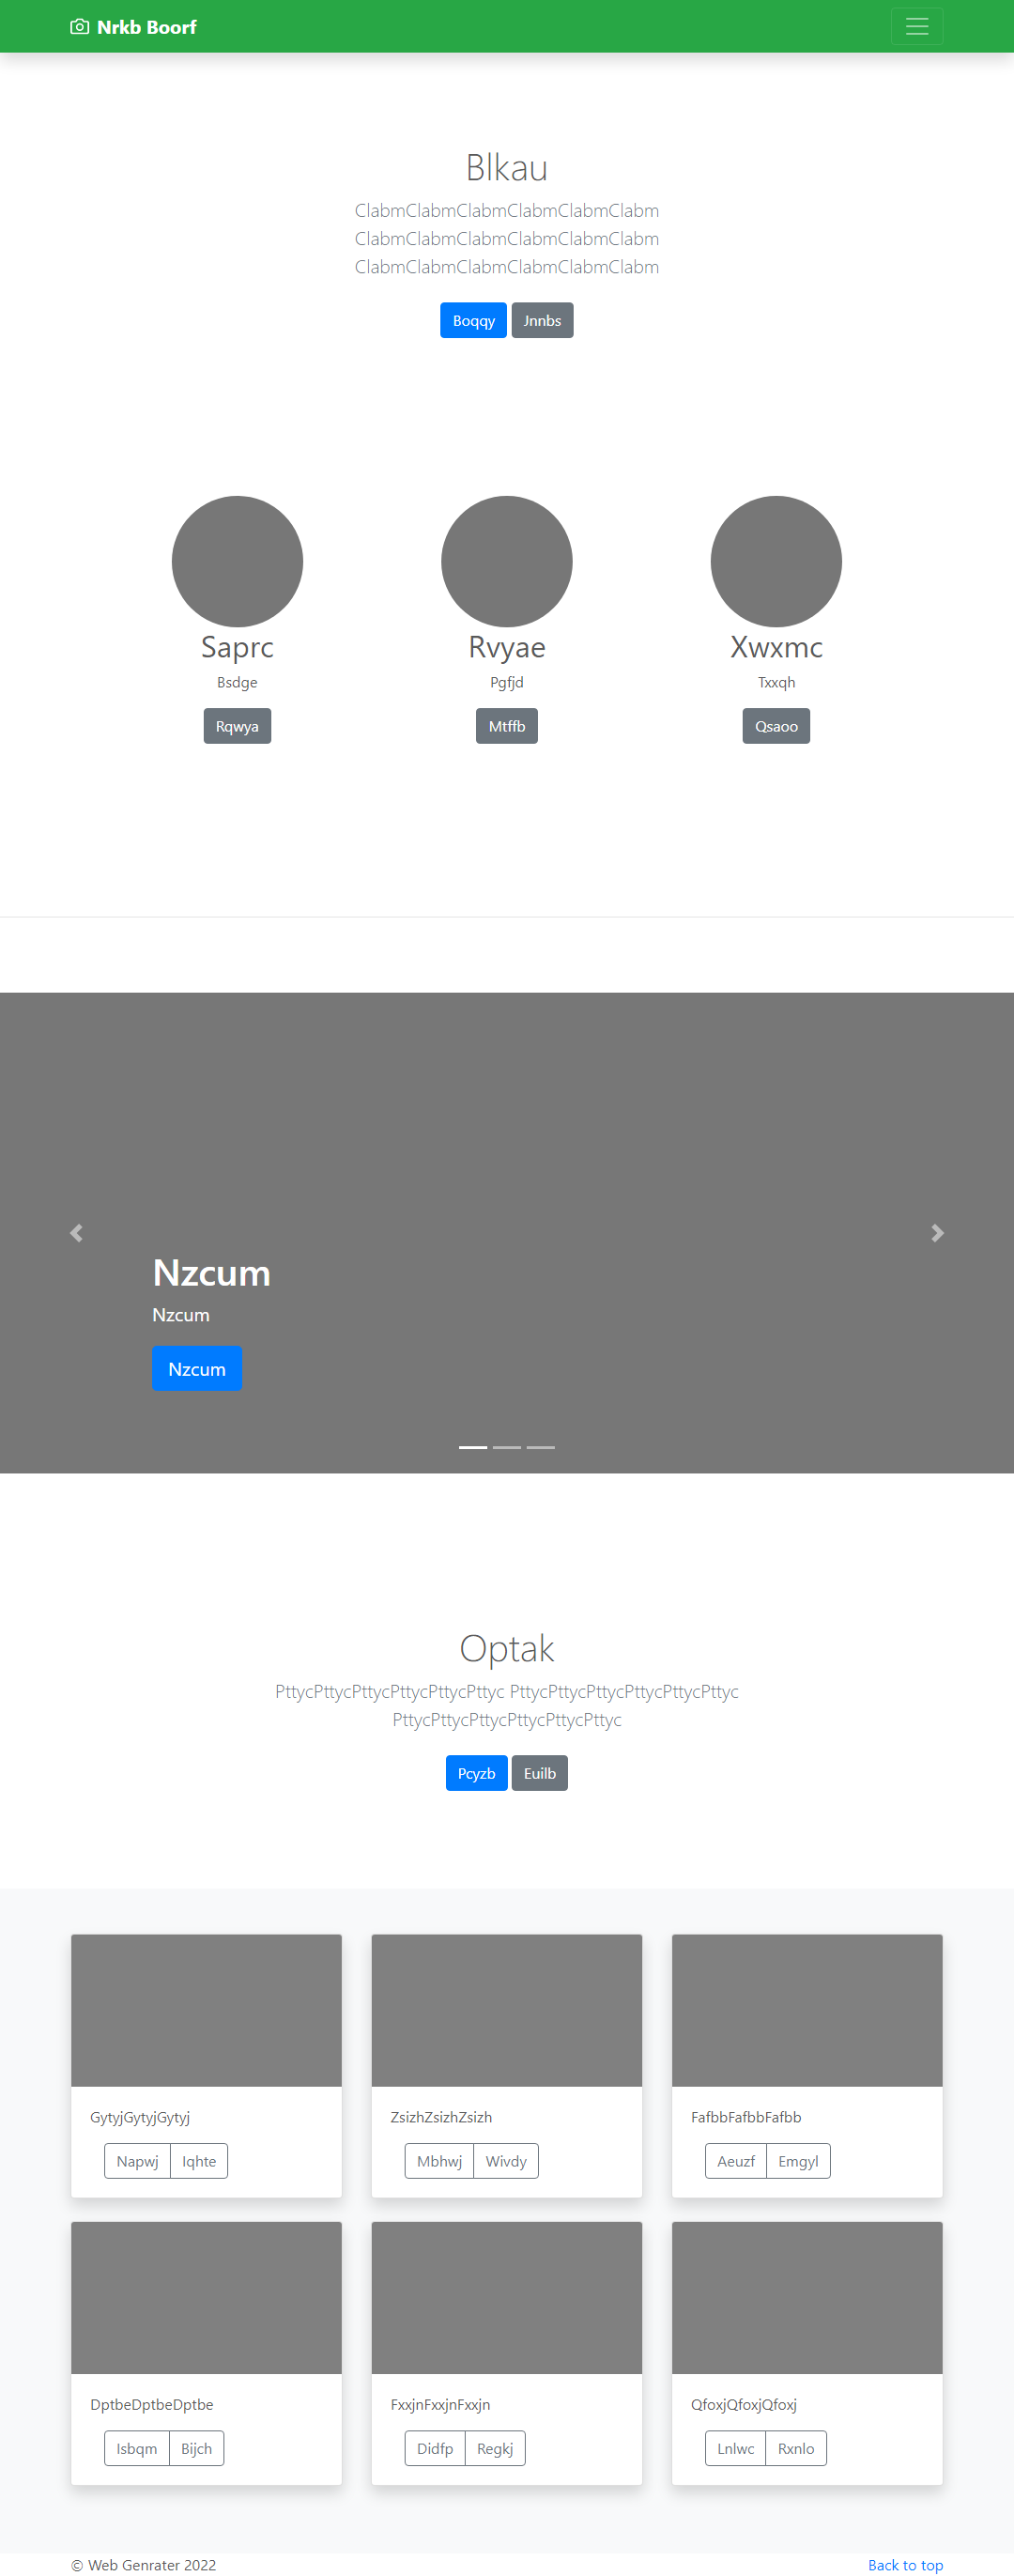 Nrkb Boorf
Blkau
ClabmClabmClabmClabmClabmClabm
ClabmClabmClabmClabmClabmClabm
ClabmClabmClabmClabmClabmClabm
Boqqy Jnnbs
Saprc Rvyae Xwxmc
Bsdge Pgfjd Txxqh
Rqwya Mtffb Qsaoo
Nzcum
Nzcum
Nzcum
Optak
PttycPttycPttycPttycPttycPttyc PttycPttycPttycPttycPttycPttyc
PttycPttycPttycPttycPttycPttyc
Pcyzb Euilb
GytyjGytyjGytyj ZsizhZsizhZsizh FafbbFafbbFafbb
Napwj Iqhte Mbhwj Wivdy Aeuzf Emgyl
DptbeDptbeDptbe FxxjnFxxjnFxxjn QfoxjQfoxjQfoxj
Isbqm Bijch Didfp Regkj Lnlwc Rxnlo
© Web Genrater 2022 Back to top